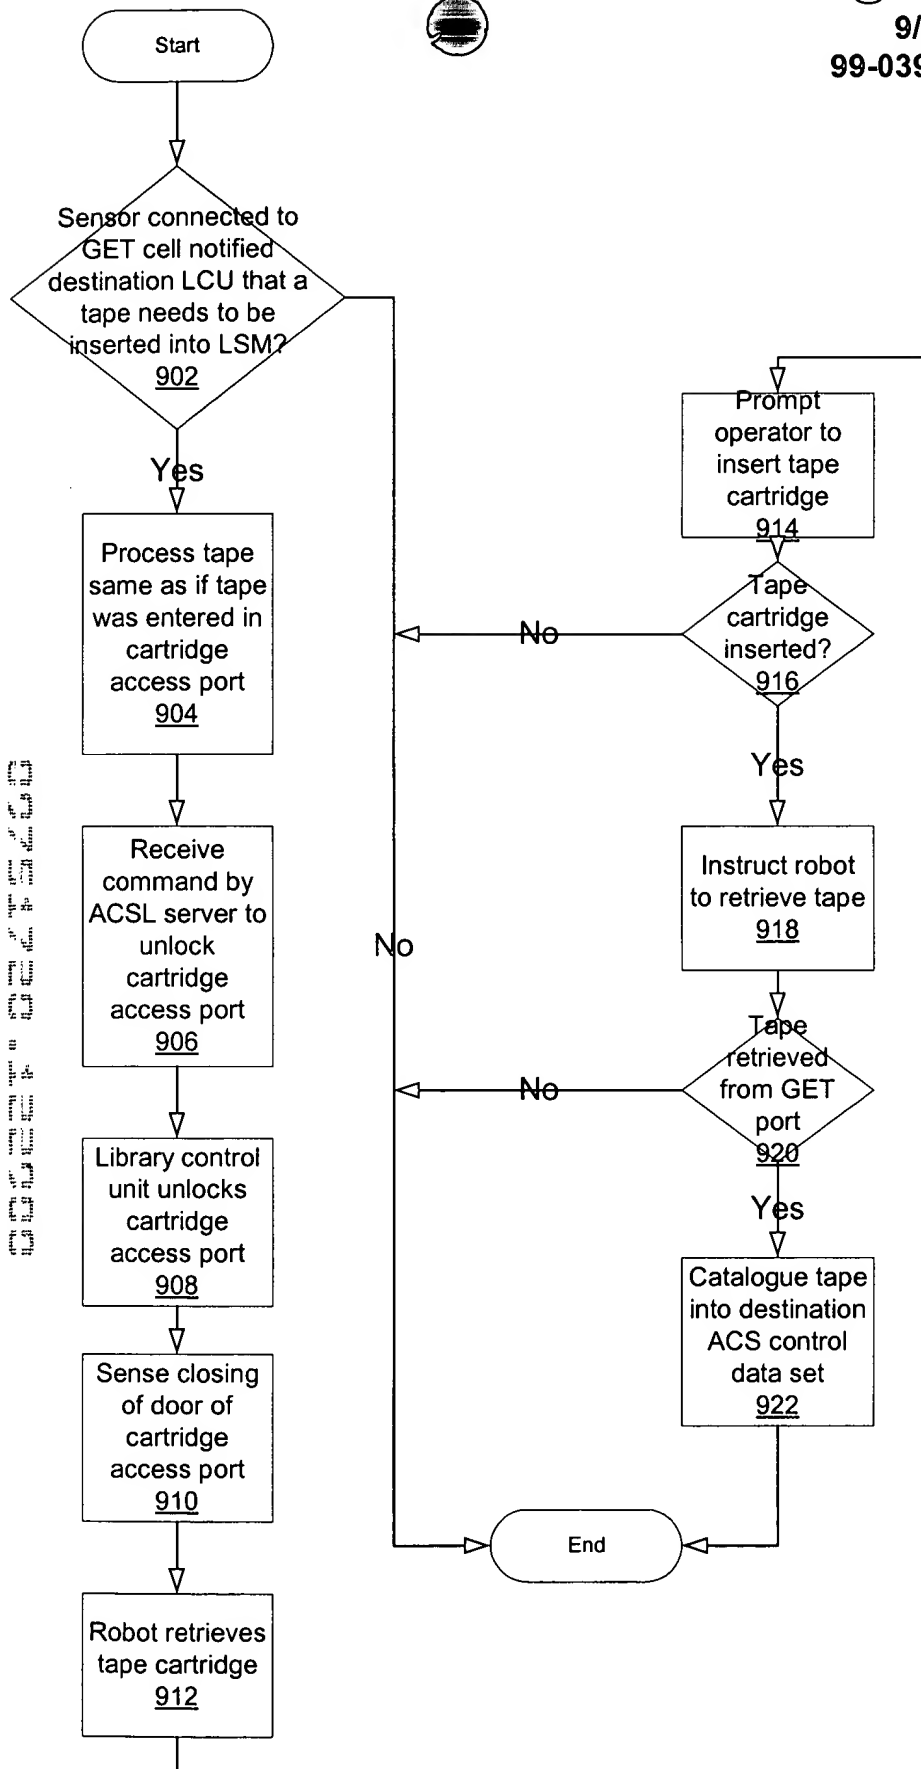 9/
99-039
Start
Sensor connected to
GET cell notified
destination LCU that a
tape needs to be
inserted into LSM?
902
Yes
Process tape
same as if tape
was entered in
cartridge
access port
904
Receive
command by
ACSL server to
unlock
cartridge
access port
906
Library control
unit unlocks
cartridge
access port
908
Sense closing
of door of
cartridge
access port
910
Robot retrieves
tape cartridge
912
No
Prompt
operator to
insert tape
cartridge
914
Tape
cartridge
inserted?
916
No
Yes
Instruct robot
to retrieve tape
918
Tape
retrieved
from GET
port
920
No
Yes
Catalogue tape
into destination
ACS control
data set
922
End